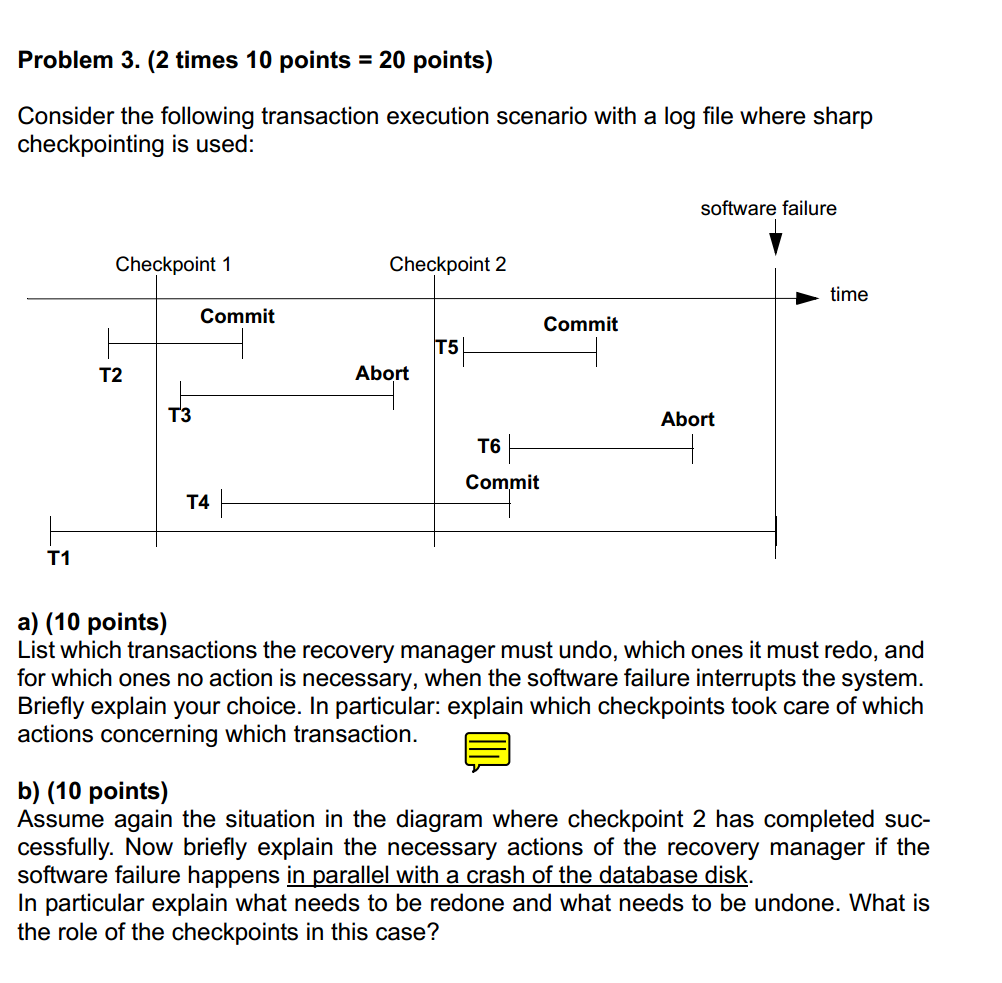 Problem 3. (2 times 10 points = 20 points)
Consider the following transaction execution scenario with a log file where sharp
checkpointing is used:
software failure
Checkpoint 1
Checkpoint 2
time
Commit
Commit
T5
T2
Abort
T3
Abort
T6
Commit
T4
T1
a) (10 points)
List which transactions the recovery manager must undo, which ones it must redo, and
for which ones no action is necessary, when the software failure interrupts the system.
Briefly explain your choice. In particular: explain which checkpoints took care of which
actions concerning which transaction.
b) (10 points)
Assume again the situation in the diagram where checkpoint 2 has completed suc-
cessfully. Now briefly explain the necessary actions of the recovery manager if the
software failure happens in parallel with a crash of the database disk.
In particular explain what needs to be redone and what needs to be undone. What is
the role of the checkpoints in this case?